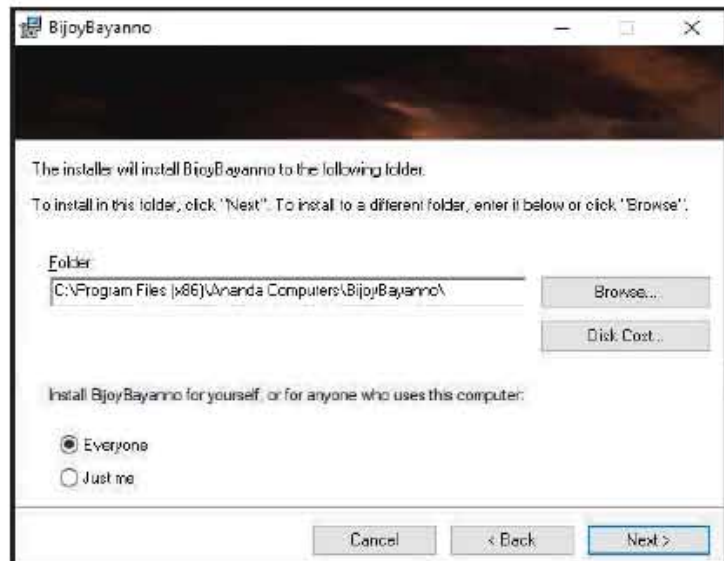 BijoyBayanno
The installer will install BijoyBayanno to the following folder.
To install in this folder, click "Next". To install to a different folder, enter it below or click "Browse".
Folder:
C:\Program Files (x86)\Ananda Computers\BijoyBayanno\
Browse...
Disk Cost...
Install BijoyBayanno for yourself, or for anyone who uses this computer:
Everyone
Just me
Cancel
< Back
Next >